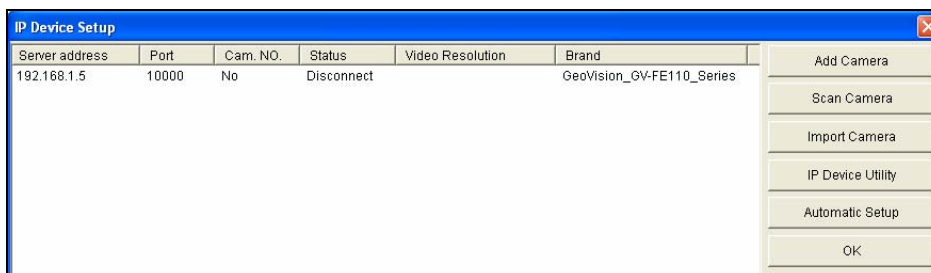 IP Device Setup
Server address Port Cam. NO. Status Video Resolution Brand
192.168.1.5 10000 No Disconnect GeoVision_GV-FE110_Series
Add Camera
Scan Camera
Import Camera
IP Device Utility
Automatic Setup
OK